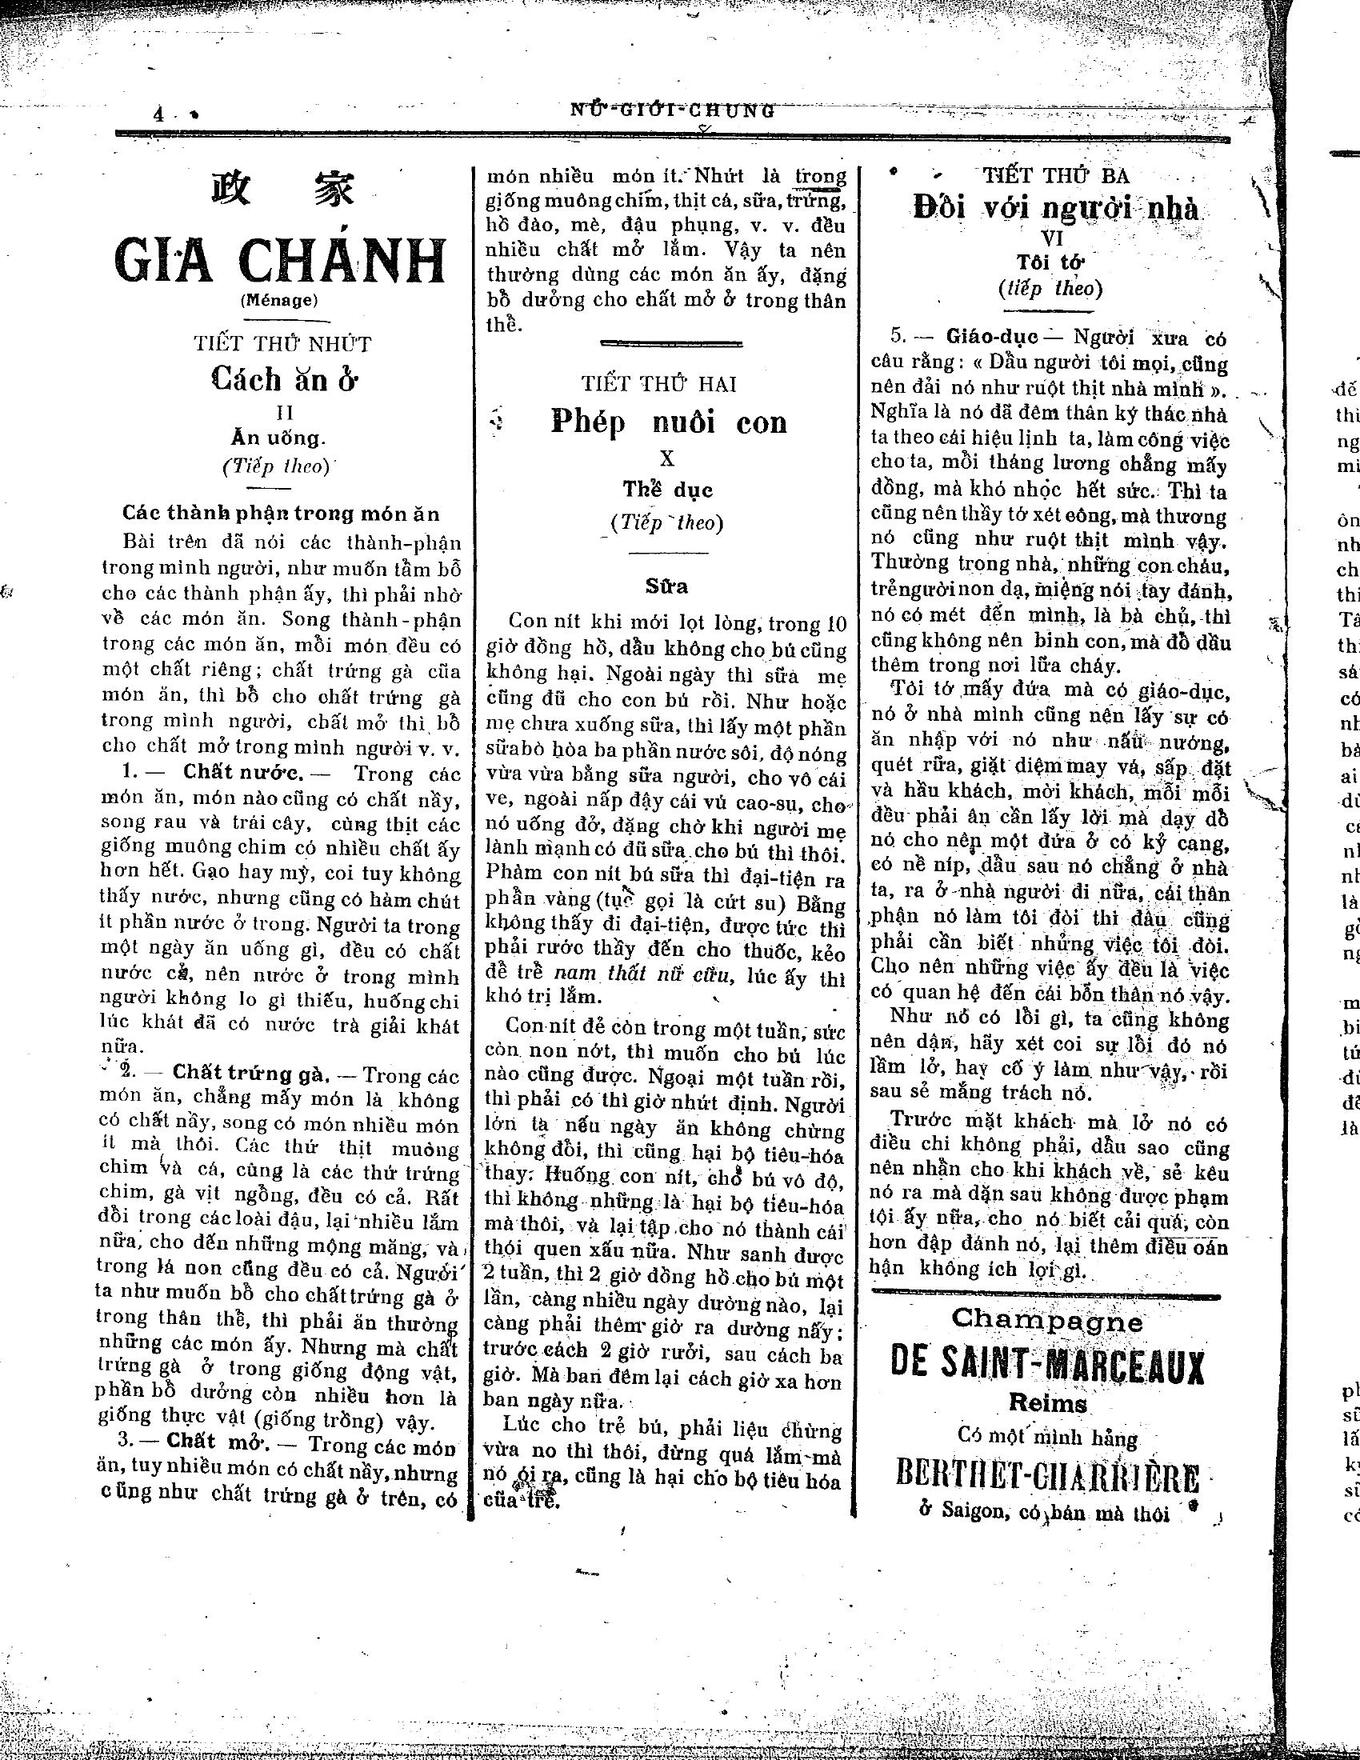 4
NỮ-GIỚI-CHUNG
政 家
GIA CHÁNH
(Ménage)
TIẾT THỨ NHỨT
Cách ăn ở
II
Ăn uống.
(Tiếp theo)
Các thành phận trong món ăn
Bài trên đã nói các thành-phận
trong mình người, như muốn tầm bổ
cho các thành phận ấy, thì phải nhờ
về các món ăn. Song thành-phận
trong các món ăn, mỗi món đều có
một chất riêng; chất trứng gà của
món ăn, thì bổ cho chất trứng gà
trong mình người, chất mở thì bổ
cho chất mở trong mình người v. v.
1. — Chất nước. — Trong các
món ăn, món nào cũng có chất nầy,
song rau và trái cây, cùng thịt các
giống muông chim có nhiều chất ấy
hơn hết. Gạo hay mỳ, coi tuy không
thấy nước, nhưng cũng có hàm chút
ít phần nước ở trong. Người ta trong
một ngày ăn uống gì, đều có chất
nước cả, nên nước ở trong mình
người không lo gì thiếu, huống chi
lúc khát đã có nước trà giải khát
nữa.
2. — Chất trứng gà. — Trong các
món ăn, chẳng mấy món là không
có chất nầy, song có món nhiều món
ít mà thôi. Các thứ thịt muông
chim và cá, cùng là các thứ trứng
chim, gà vịt ngỗng, đều có cả. Rất
đỗi trong các loài đậu, lại nhiều lắm
nữa, cho đến những mộng măng, và
trong lá non cũng đều có cả. Người
ta như muốn bổ cho chất trứng gà ở
trong thân thể, thì phải ăn thường
những các món ấy. Nhưng mà chất
trứng gà ở trong giống động vật,
phần bổ dưởng còn nhiều hơn là
giống thực vật (giống trồng) vậy.
3. — Chất mở. — Trong các món
ăn, tuy nhiều món có chất nầy, nhưng
cũng như chất trứng gà ở trên, có
món nhiều món ít. Nhứt là trong
giống muông chim, thịt cá, sữa, trứng,
hồ đào, mè, đậu phụng, v. v. đều
nhiều chất mở lắm. Vậy ta nên
thường dùng các món ăn ấy, đặng
bổ dưởng cho chất mở ở trong thân
thể.
TIẾT THỨ HAI
Phép nuôi con
X
Thể dục
(Tiếp theo)
Sữa
Con nít khi mới lọt lòng, trong 10
giờ đồng hồ, dầu không cho bú cũng
không hại. Ngoài ngày thì sữa mẹ
cũng đũ cho con bú rồi. Như hoặc
mẹ chưa xuống sữa, thì lấy một phần
sữa bò hòa ba phần nước sôi, độ nóng
vừa vừa bằng sữa người, cho vô cái
ve, ngoài nấp đậy cái vú cao-su, cho
nó uống đở, đặng chờ khi người mẹ
lành mạnh có đũ sữa cho bú thì thôi.
Phàm con nít bú sữa thì đại-tiện ra
phẩn vàng (tục gọi là cứt su) Bằng
không thấy đi đại-tiện, được tức thì
phải rước thầy đến cho thuốc, kẻo
để trể nam thất nữ cửu, lúc ấy thì
khó trị lắm.
Con nít đẻ còn trong một tuần, sức
còn non nớt, thì muốn cho bú lúc
nào cũng được. Ngoại một tuần rồi,
thì phải có thì giờ nhứt định. Người
lớn ta nếu ngày ăn không chừng
không đỗi, thì cũng hại bộ tiêu-hóa
thay. Huống con nít, cho bú vô độ,
thì không những là hại bộ tiêu-hóa
mà thôi, và lại tập cho nó thành cái
thói quen xấu nữa. Như sanh được
2 tuần, thì 2 giờ đồng hồ cho bú một
lần, càng nhiều ngày dường nào, lại
càng phải thêm giờ ra dường nấy;
trước cách 2 giờ rưởi, sau cách ba
giờ. Mà ban đêm lại cách giờ xa hơn
ban ngày nữa.
Lúc cho trẻ bú, phải liệu chừng
vừa no thì thôi, đừng quá lắm mà
nó ói ra, cũng là hại cho bộ tiêu hóa
của trẻ.
TIẾT THỨ BA
Đối với người nhà
VI
Tôi tớ
(tiếp theo)
5. — Giáo-dục — Người xưa có
câu rằng: « Dầu người tôi mọi, cũng
nên đải nó như ruột thịt nhà mình ».
Nghĩa là nó đã đêm thân ký thác nhà
ta theo cái hiệu lịnh ta, làm công việc
cho ta, mỗi tháng lương chẳng mấy
đồng, mà khó nhọc hết sức. Thì ta
cũng nên thầy tớ xét công, mà thương
nó cũng như ruột thịt mình vậy.
Thường trong nhà, những con cháu,
trẻ người non dạ, miệng nói tay đánh,
nó có mét đến mình, là bà chủ, thì
cũng không nên binh con, mà đổ dầu
thêm trong nơi lữa cháy.
Tôi tớ mấy đứa mà có giáo-dục,
nó ở nhà mình cũng nên lấy sự có
ăn nhập với nó như nấu nướng,
quét rữa, giặt diệm may vá, sấp đặt
và hầu khách, mời khách, mỗi mỗi
đều phải ân cần lấy lời mà dạy dỗ
nó cho nên một đứa ở có kỷ cang,
có nề níp, dầu sau nó chẳng ở nhà
ta, ra ở nhà người đi nữa, cái thân
phận nó làm tôi đòi thì đâu cũng
phải cần biết những việc tôi đòi.
Cho nên những việc ấy đều là việc
có quan hệ đến cái bổn thân nó vậy.
Như nó có lỗi gì, ta cũng không
nên dận, hãy xét coi sự lỗi đó nó
lầm lở, hay cố ý làm như vậy, rồi
sau sẻ mắng trách nó.
Trước mặt khách mà lở nó có
điều chi không phải, dầu sao cũng
nên nhẫn cho khi khách về, sẻ kêu
nó ra mà dặn sau không được phạm
tội ấy nữa, cho nó biết cải quá, còn
hơn đập đánh nó, lại thêm điều oán
hận không ích lợi gì.
Champagne
DE SAINT-MARCEAUX
Reims
Có một mình hảng
BERTHET-CHARRIÈRE
ở Saigon, có bán mà thôi